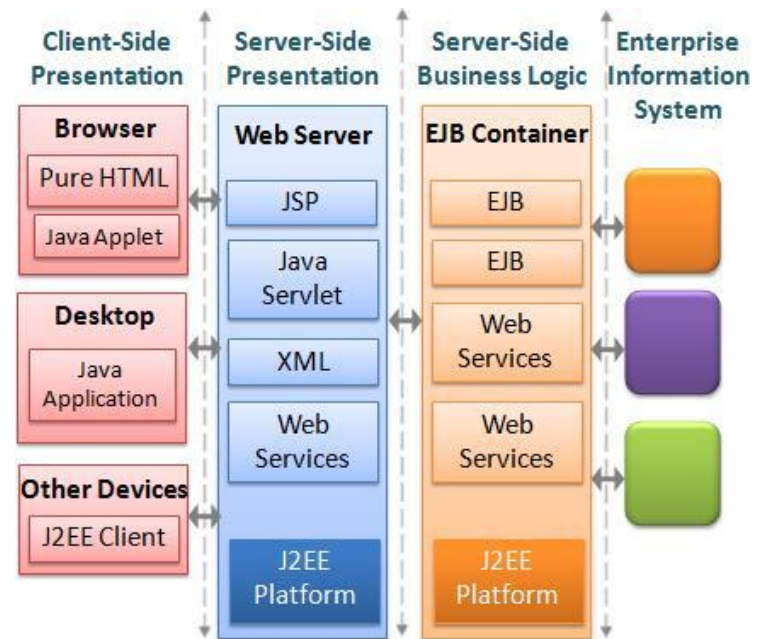 Client-Side
Presentation
Server-Side
Presentation
Server-Side
Business Logic
Enterprise
Information
System
Browser
Pure HTML
Java Applet
Desktop
Java
Application
Other Devices
J2EE Client
Web Server
JSP
Java
Servlet
XML
Web
Services
J2EE
Platform
EJB Container
EJB
EJB
Web
Services
Web
Services
J2EE
Platform